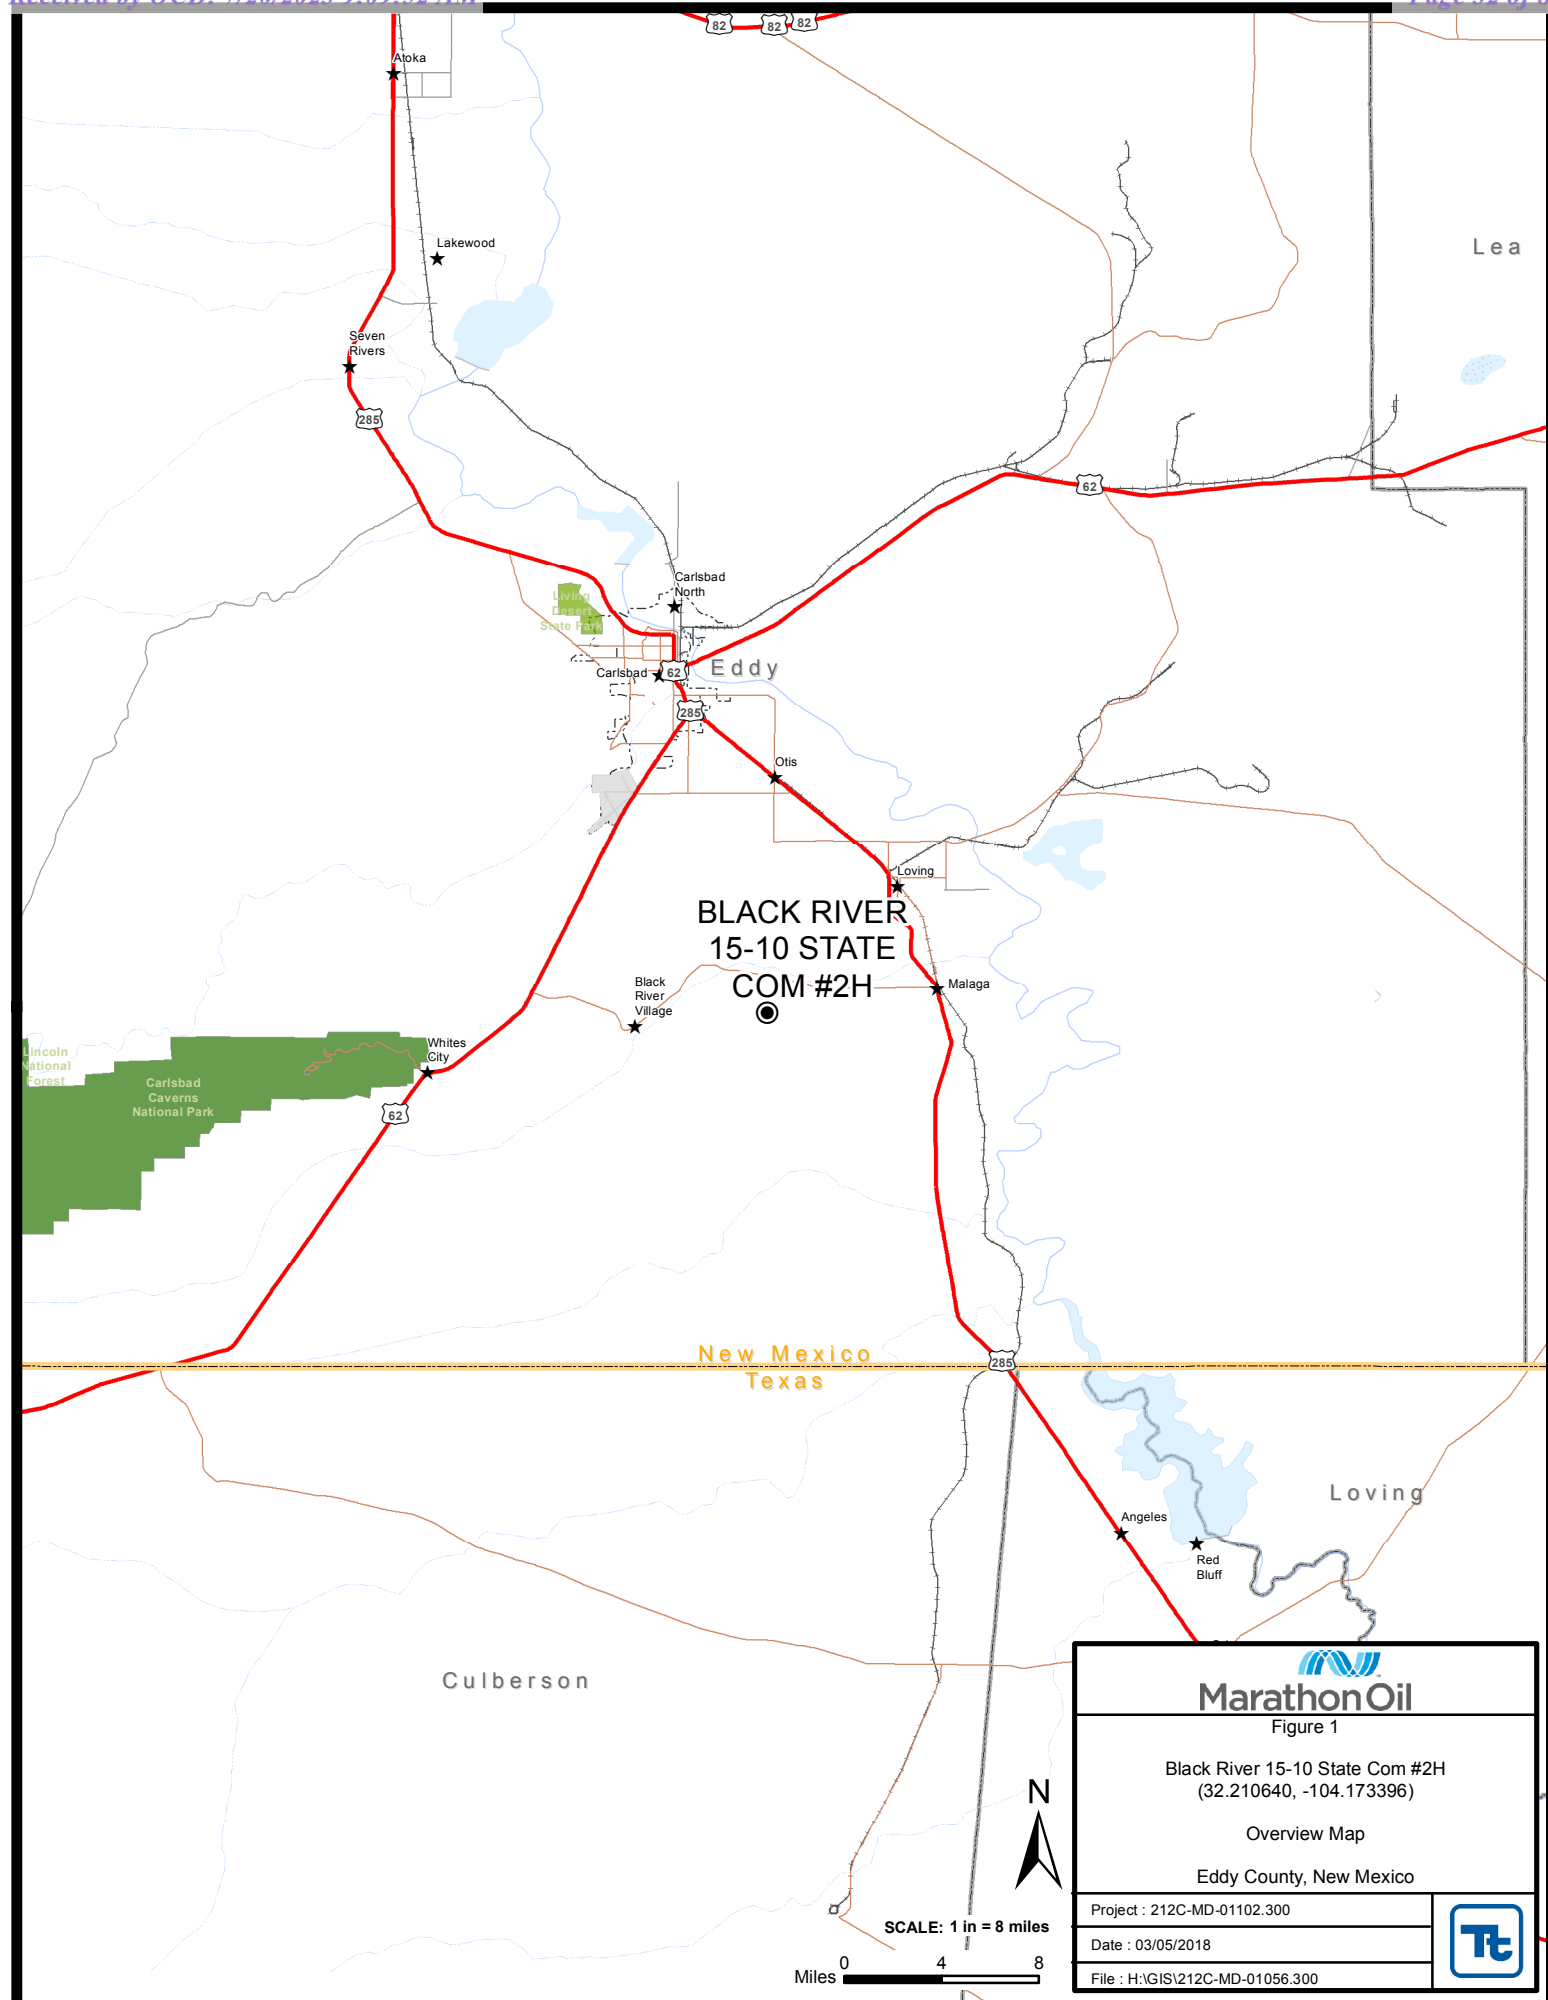 82
82
82
Atoka
Lakewood
Lea
Seven
Rivers
285
62
Carlsbad
North
Living
Desert
State Park
Carlsbad
62
Eddy
285
Otis
Loving
BLACK RIVER
15-10 STATE
COM #2H
Black
River
Village
Malaga
Whites
City
Lincoln
National
Forest
Carlsbad
Caverns
National Park
62
New Mexico
Texas
285
Loving
Angeles
Red
Bluff
Culberson
MarathonOil
Figure 1
Black River 15-10 State Com #2H
(32.210640, -104.173396)
Overview Map
Eddy County, New Mexico
N
SCALE: 1 in = 8 miles
Miles 0 4 8
Project : 212C-MD-01102.300
Date : 03/05/2018
File : H:\GIS\212C-MD-01056.300
Tt